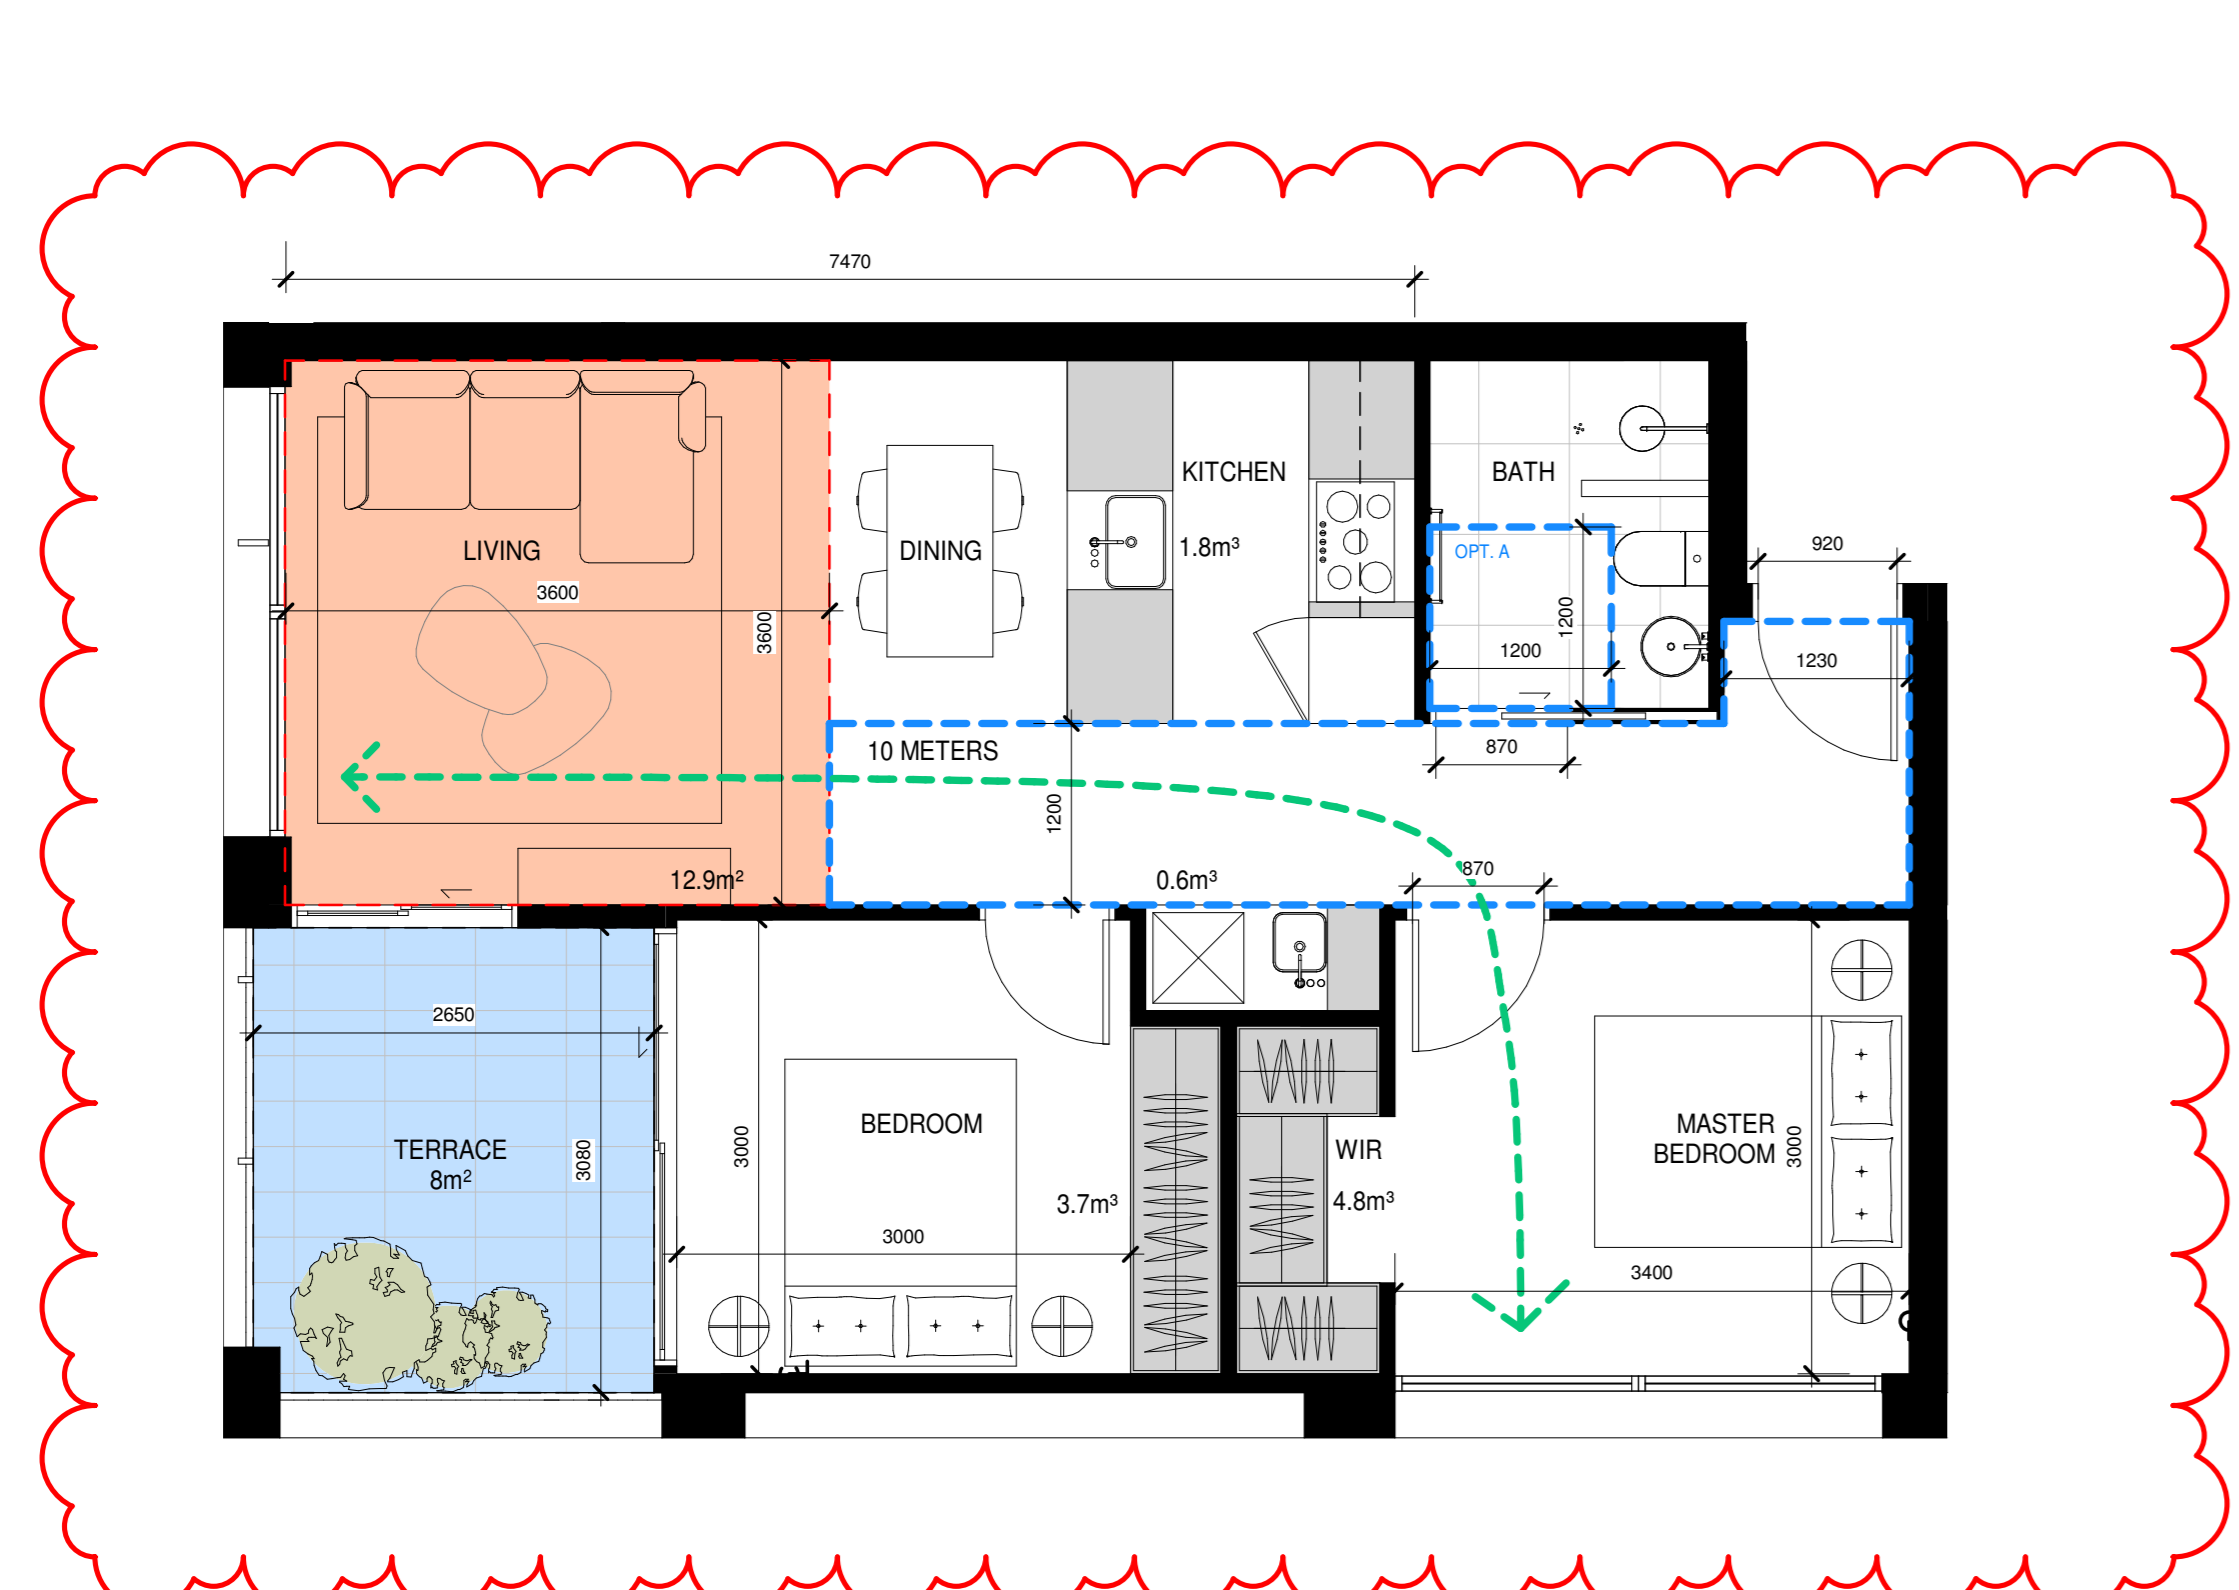 7470
KITCHEN
BATH
LIVING
DINING
1.8m³
OPT. A
920
3600
3600
1200
1200
1230
10 METERS
870
1200
12.9m²
0.6m³
870
2650
TERRACE
8m²
3080
3000
BEDROOM
3.7m³
3000
WIR
4.8m³
MASTER
BEDROOM
3000
3400